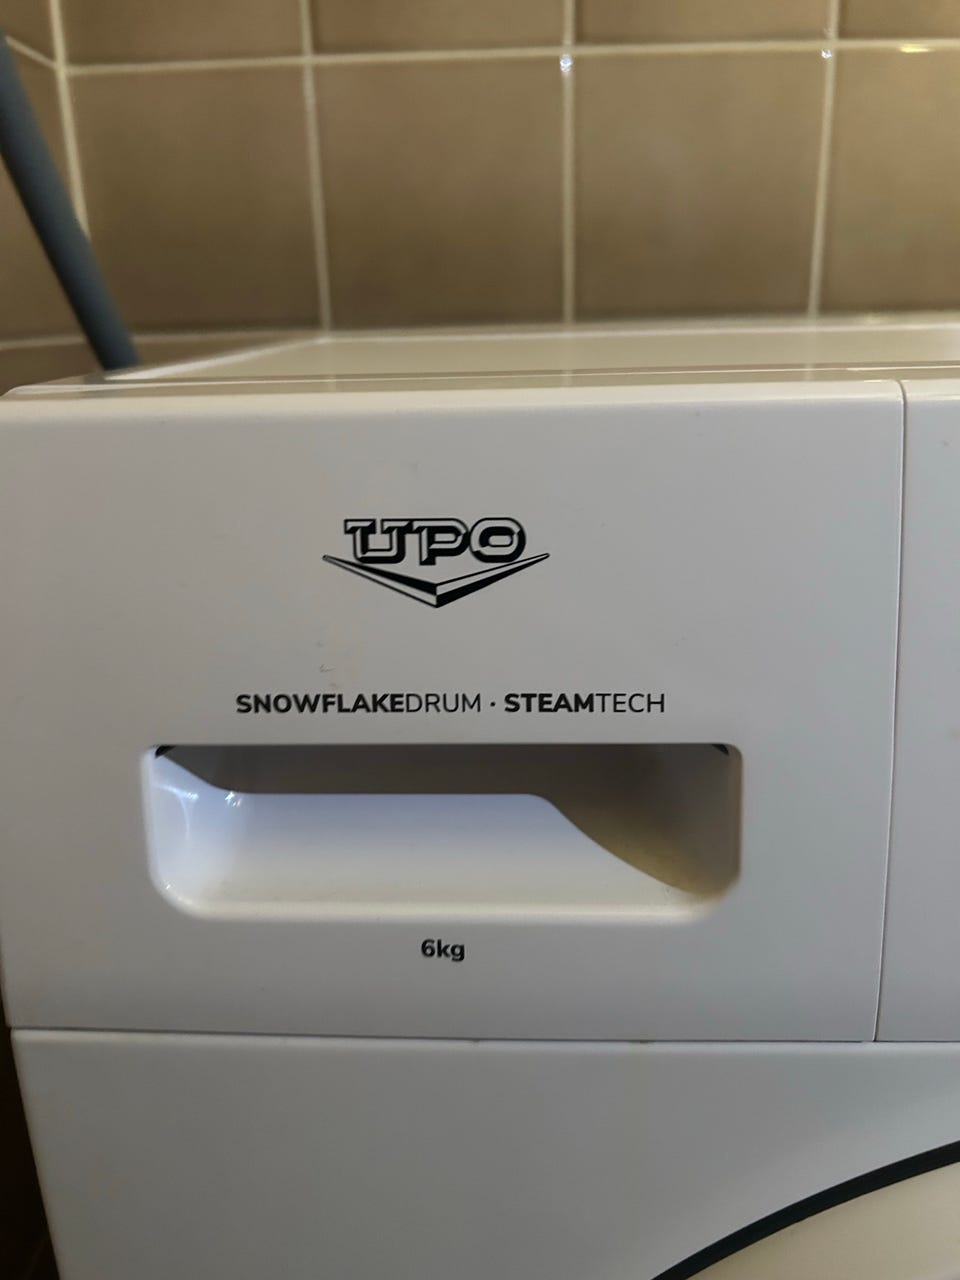 UPO
SNOWFLAKEDRUM · STEAMTECH
6kg